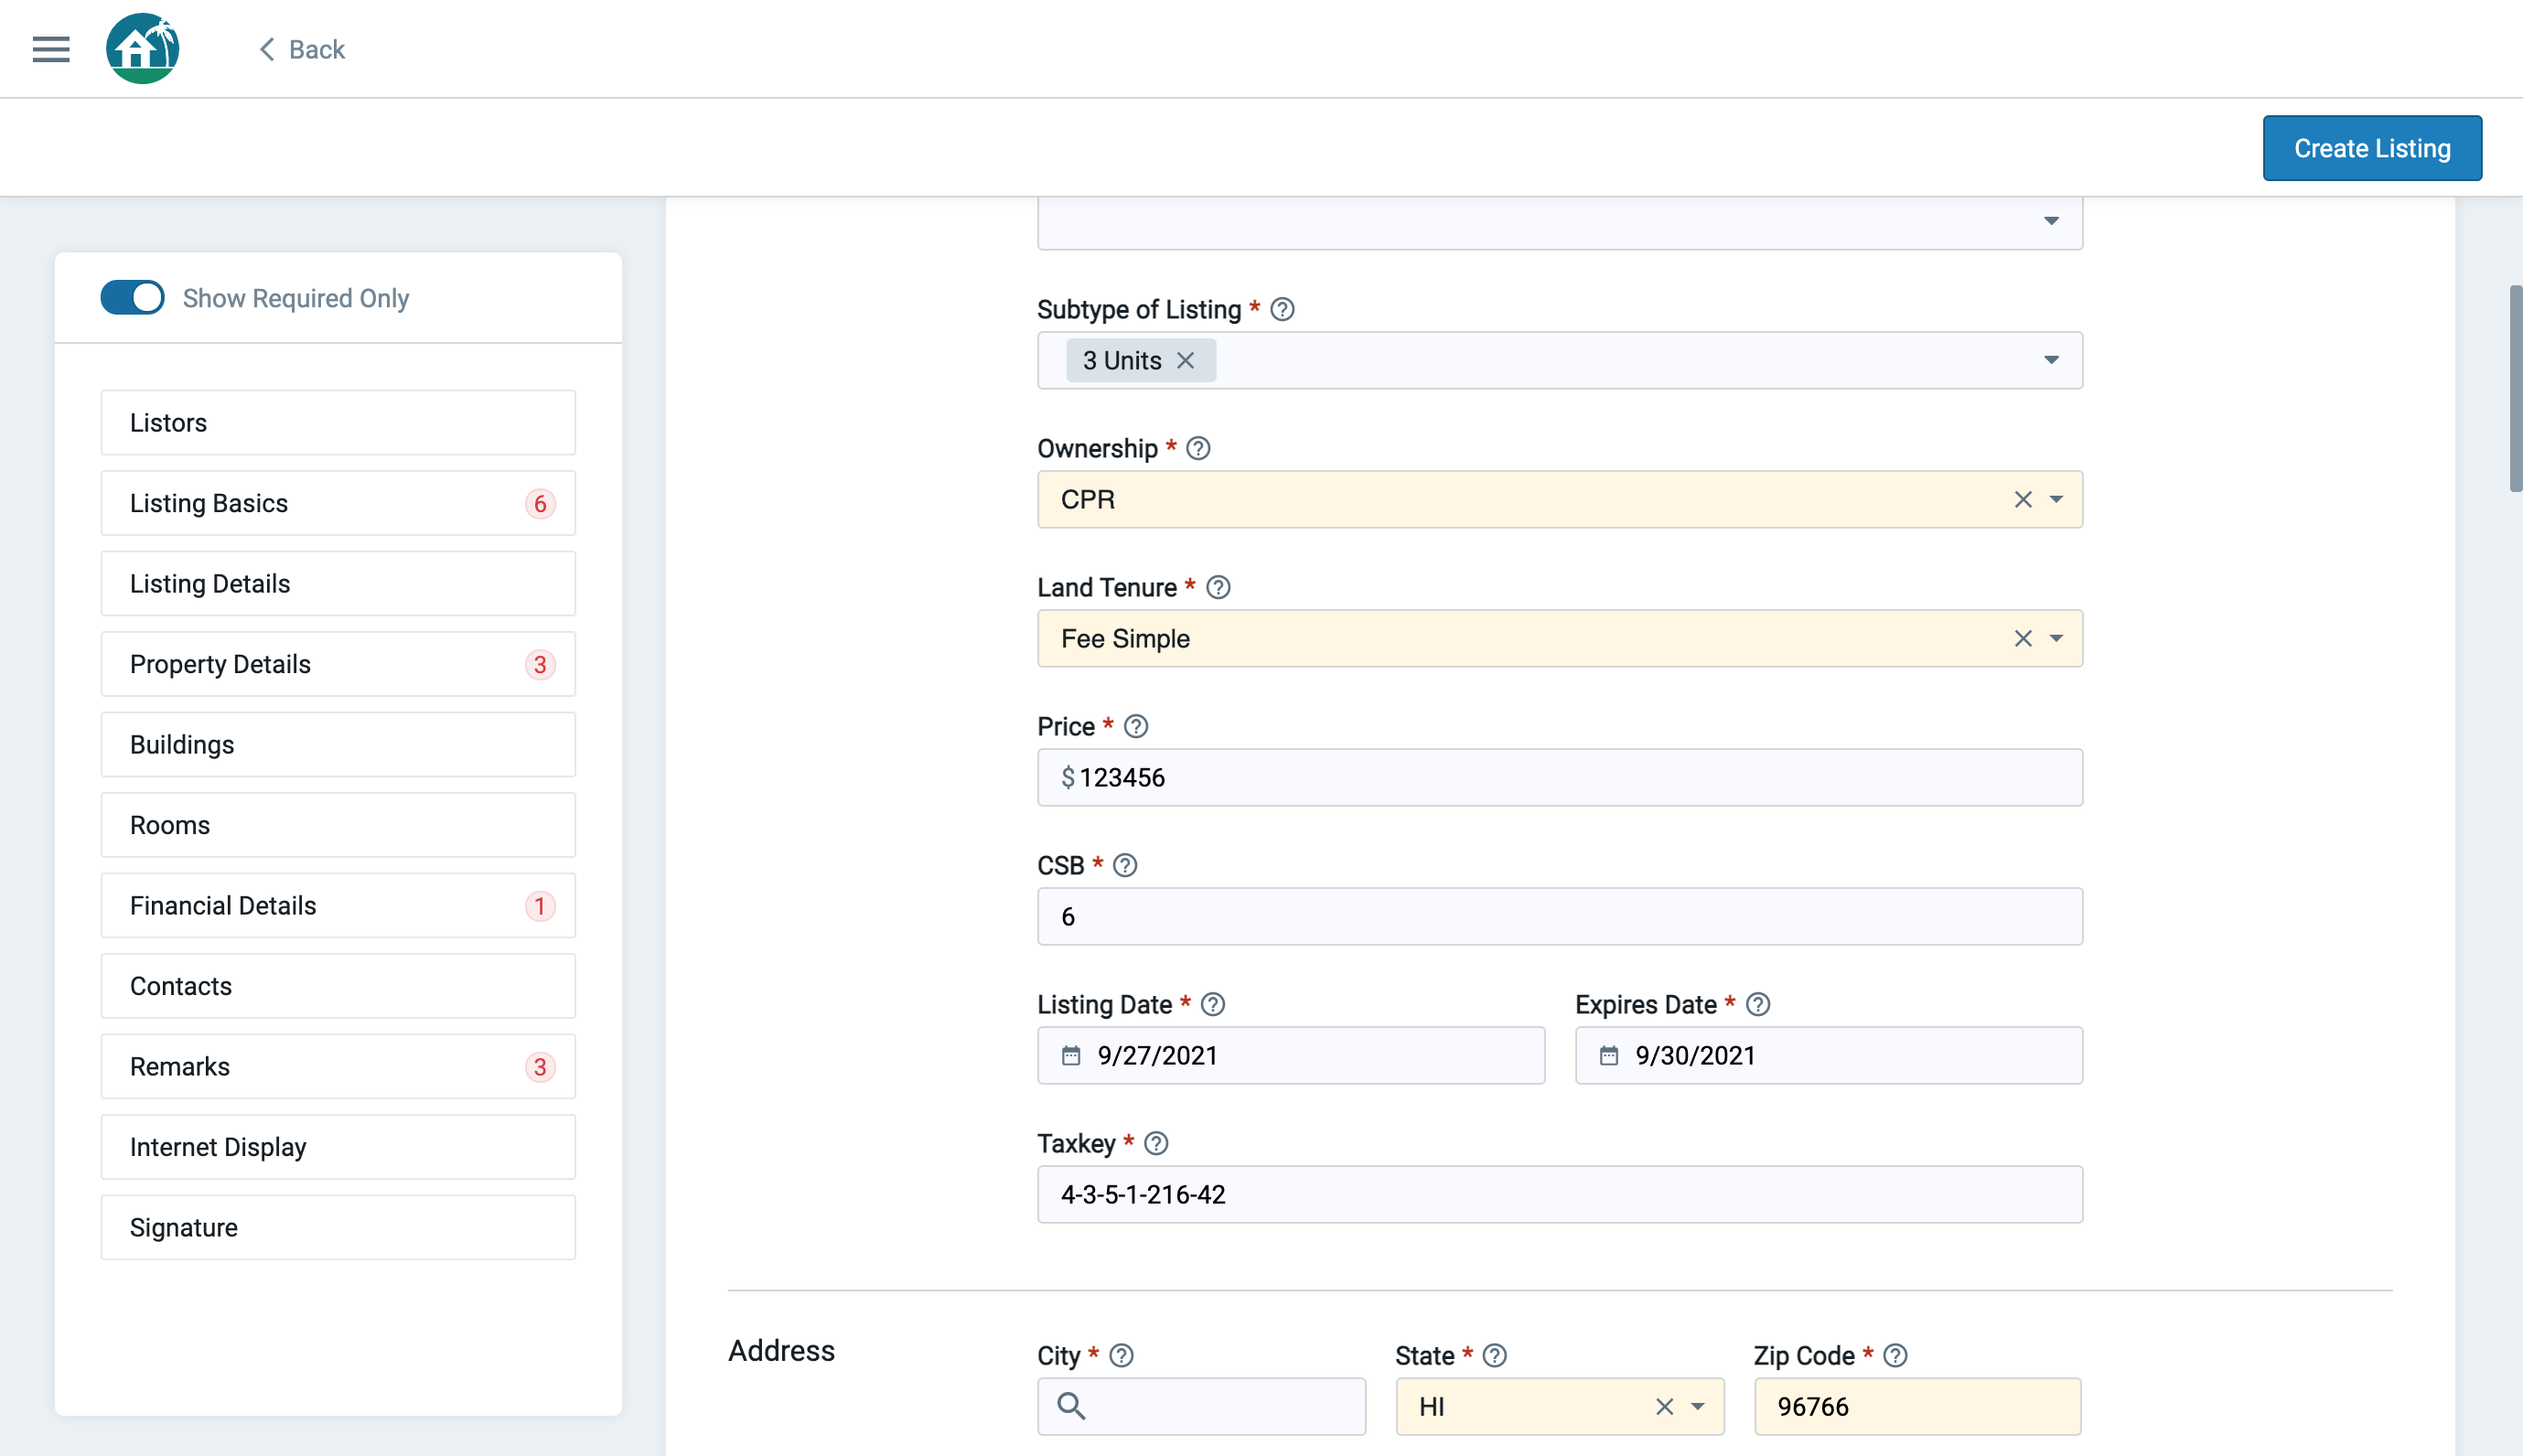 Back
Create Listing
Show Required Only
Listors
Listing Basics 6
Listing Details
Property Details 3
Buildings
Rooms
Financial Details 1
Contacts
Remarks 3
Internet Display
Signature
Subtype of Listing *
3 Units
Ownership *
CPR
Land Tenure *
Fee Simple
Price *
$ 123456
CSB *
6
Listing Date * Expires Date *
9/27/2021 9/30/2021
Taxkey *
4-3-5-1-216-42
Address
City * State * Zip Code *
HI 96766